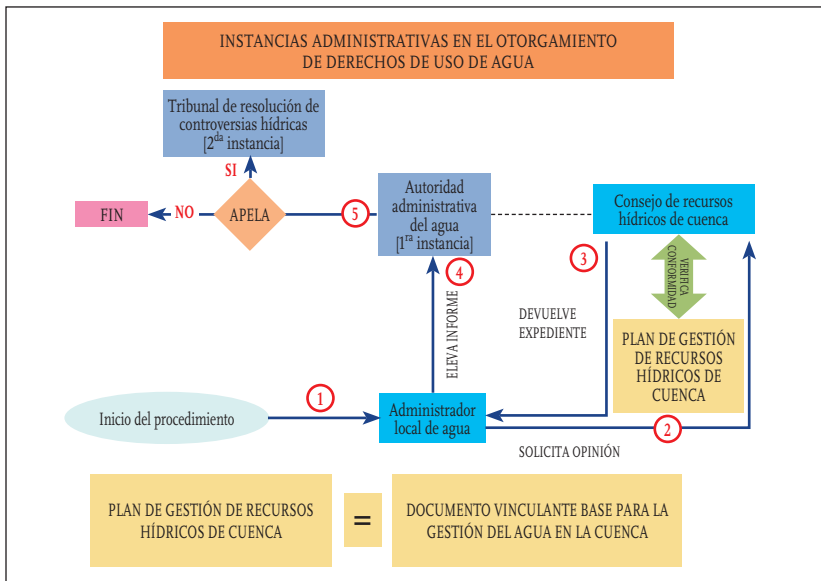 INSTANCIAS ADMINISTRATIVAS EN EL OTORGAMIENTO
DE DERECHOS DE USO DE AGUA
Tribunal de resolución de
controversias hídricas
[2da instancia]
SI
FIN
NO
APELA
5
Autoridad
administrativa
del agua
[1ra instancia]
Consejo de recursos
hídricos de cuenca
3
4
VERIFICA
CONFORMIDAD
ELEVA INFORME
DEVUELVE
EXPEDIENTE
PLAN DE GESTIÓN
DE RECURSOS
HÍDRICOS DE
CUENCA
Inicio del procedimiento
1
Administrador
local de agua
2
SOLICITA OPINIÓN
PLAN DE GESTIÓN DE RECURSOS
HÍDRICOS DE CUENCA
=
DOCUMENTO VINCULANTE BASE PARA LA
GESTIÓN DEL AGUA EN LA CUENCA